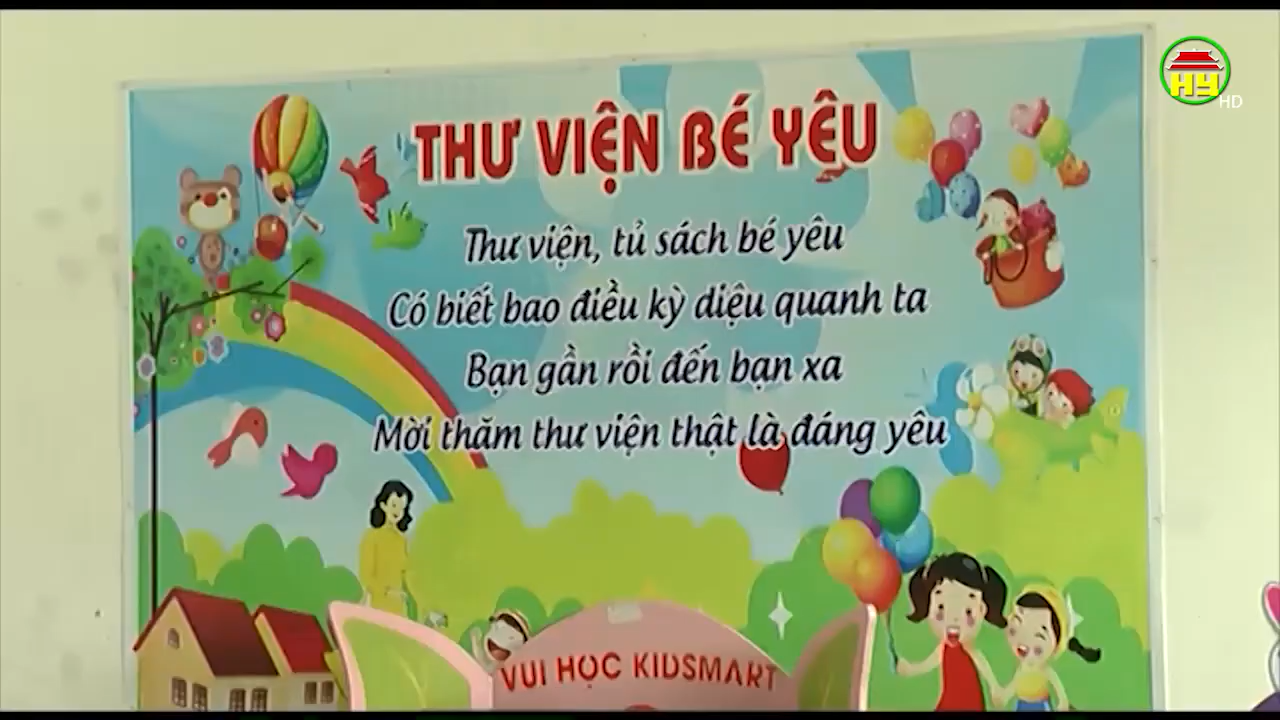 HY
HD
THƯ VIỆN BÉ YÊU
Thư viện, tủ sách bé yêu
Có biết bao điều kỳ diệu quanh ta
Bạn gần rồi đến bạn xa
Mời thăm thư viện thật là đáng yêu
VUI HỌC KIDSMART